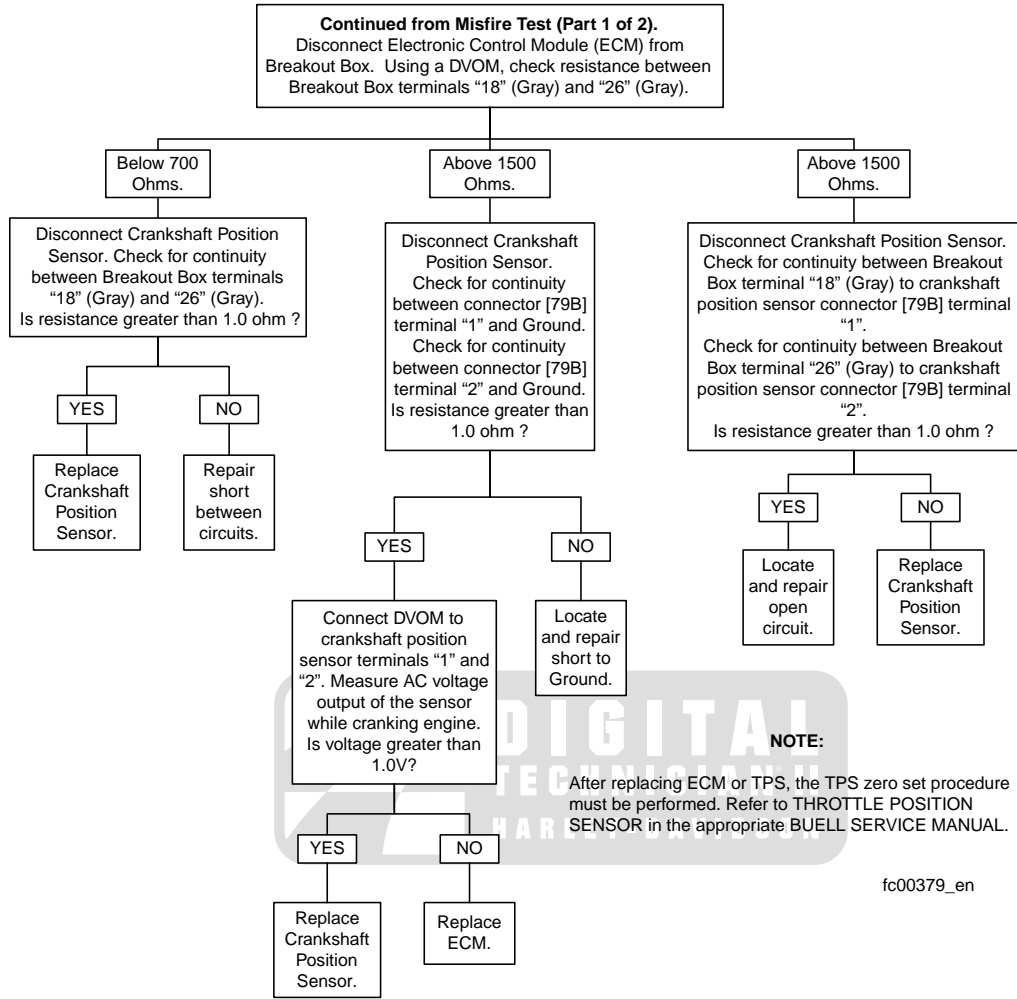 Continued from Misfire Test (Part 1 of 2).
Disconnect Electronic Control Module (ECM) from
Breakout Box. Using a DVOM, check resistance between
Breakout Box terminals “18” (Gray) and “26” (Gray).
Below 700
Ohms.
Above 1500
Ohms.
Above 1500
Ohms.
Disconnect Crankshaft Position
Sensor. Check for continuity
between Breakout Box terminals
“18” (Gray) and “26” (Gray).
Is resistance greater than 1.0 ohm ?
Disconnect Crankshaft
Position Sensor.
Check for continuity
between connector [79B]
terminal “1” and Ground.
Check for continuity
between connector [79B]
terminal “2” and Ground.
Is resistance greater than
1.0 ohm ?
Disconnect Crankshaft Position Sensor.
Check for continuity between Breakout
Box terminal “18” (Gray) to crankshaft
position sensor connector [79B] terminal
“1”.
Check for continuity between Breakout
Box terminal “26” (Gray) to crankshaft
position sensor connector [79B] terminal
“2”.
Is resistance greater than 1.0 ohm ?
YES
NO
Replace
Crankshaft
Position
Sensor.
Repair
short
between
circuits.
YES
NO
Connect DVOM to
crankshaft position
sensor terminals “1” and
“2”. Measure AC voltage
output of the sensor
while cranking engine.
Is voltage greater than
1.0V?
Locate
and repair
short to
Ground.
YES
NO
Locate
and repair
open
circuit.
Replace
Crankshaft
Position
Sensor.
YES
NO
Replace
Crankshaft
Position
Sensor.
Replace
ECM.
DIGITAL
TECHNICIAN II
HARLEY-DAVIDSON
NOTE:
After replacing ECM or TPS, the TPS zero set procedure
must be performed. Refer to THROTTLE POSITION
SENSOR in the appropriate BUELL SERVICE MANUAL.
fc00379_en